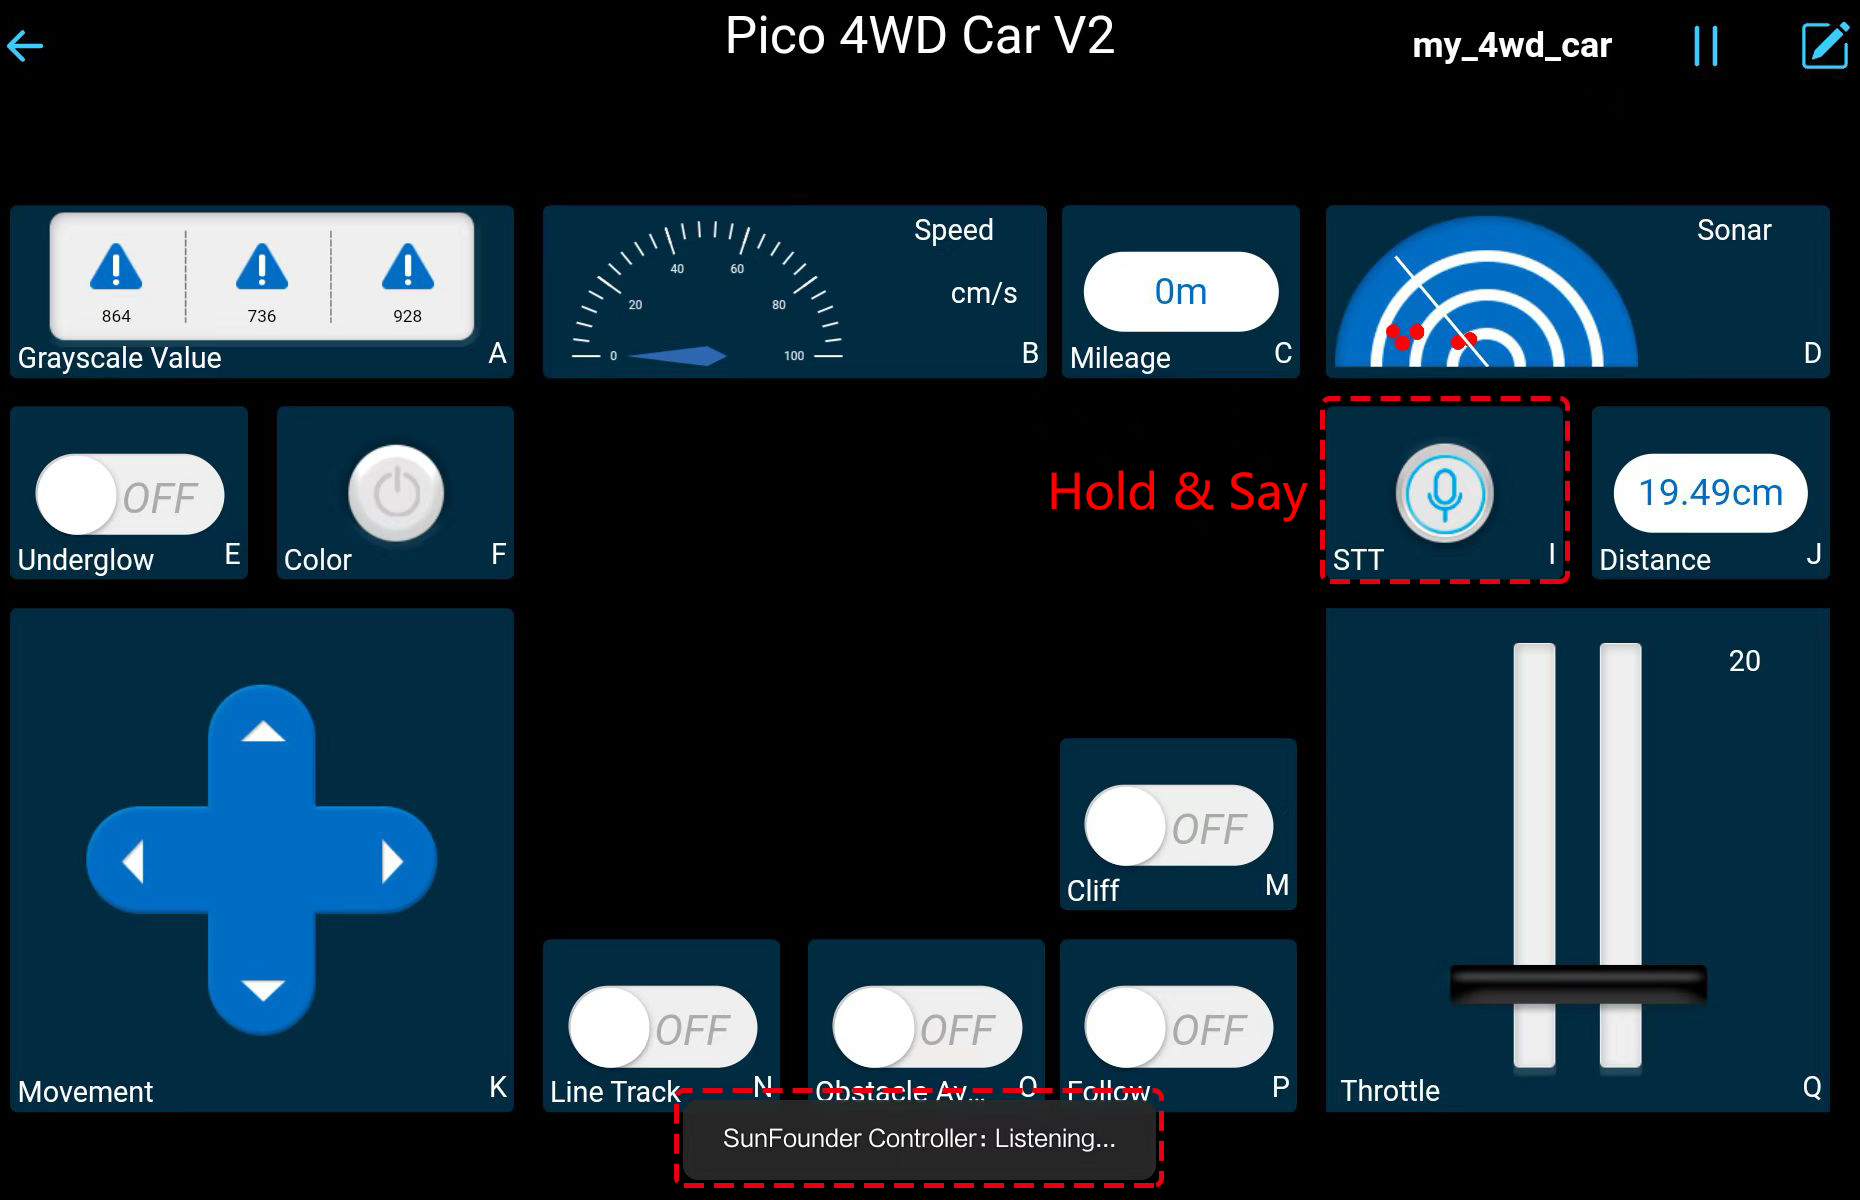 Pico 4WD Car V2
my_4wd_car
864
736
928
Grayscale Value
A
0
20
40
60
80
100
Speed
cm/s
B
0m
Mileage
C
Sonar
D
OFF
Underglow
E
Color
F
Hold & Say
STT
I
19.49cm
Distance
J
Movement
K
OFF
Cliff
M
OFF
Line Track
N
OFF
Obstacle Av...
O
OFF
Follow
P
20
Throttle
Q
SunFounder Controller: Listening...